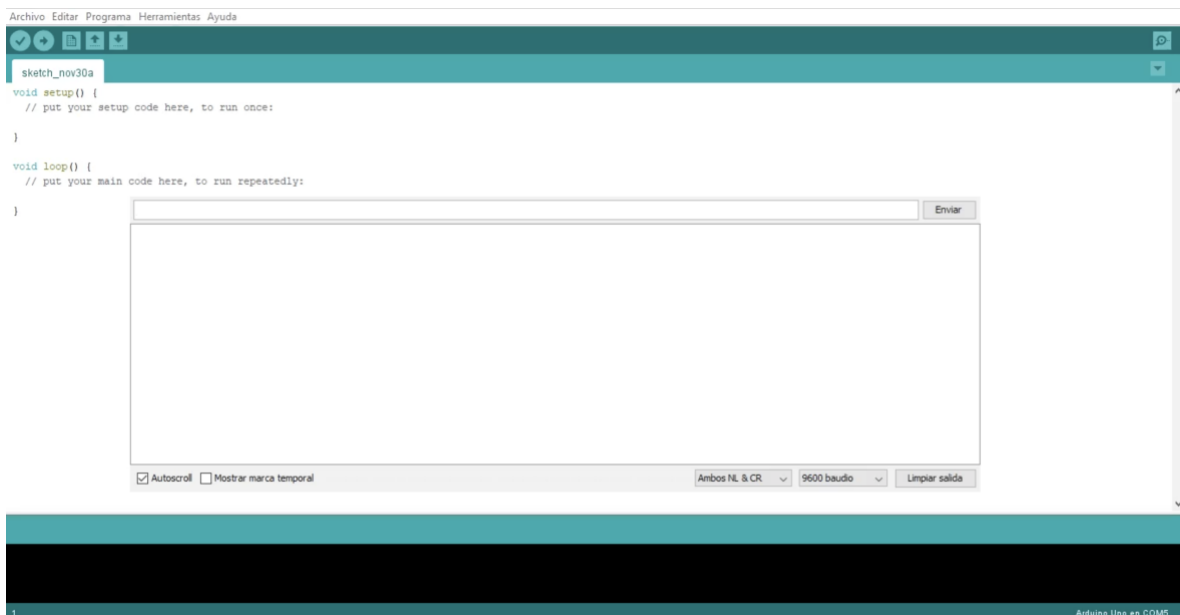 Archivo Editar Programa Herramientas Ayuda
sketch_nov30a
void setup() {
  // put your setup code here, to run once:
}
void loop() {
  // put your main code here, to run repeatedly:
}
Enviar
Autoscroll Mostrar marca temporal Ambos NL & CR 9600 baudio Limpiar salida
1 Arduino Uno en COM5